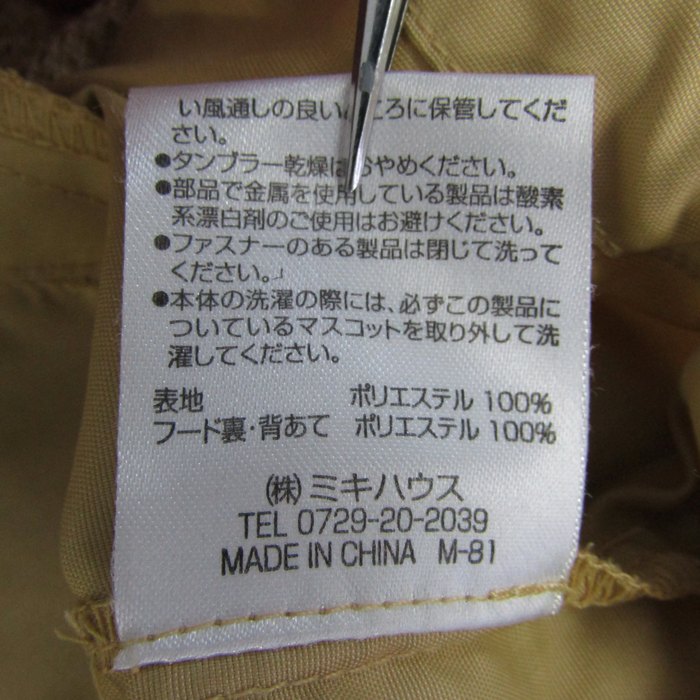 い風通しの良い ころに保管してくだ
さい。
●タンブラー乾燥はおやめください。
●部品で金属を使用している製品は酸素
系漂白剤のご使用はお避けください。
●ファスナーのある製品は閉じて洗って
ください。
●本体の洗濯の際には、必ずこの製品に
ついているマスコットを取り外して洗
濯してください。
表地 ポリエステル 100%
フード裏・背あて ポリエステル 100%
㈱ ミキハウス
TEL 0729-20-2039
MADE IN CHINA M-81